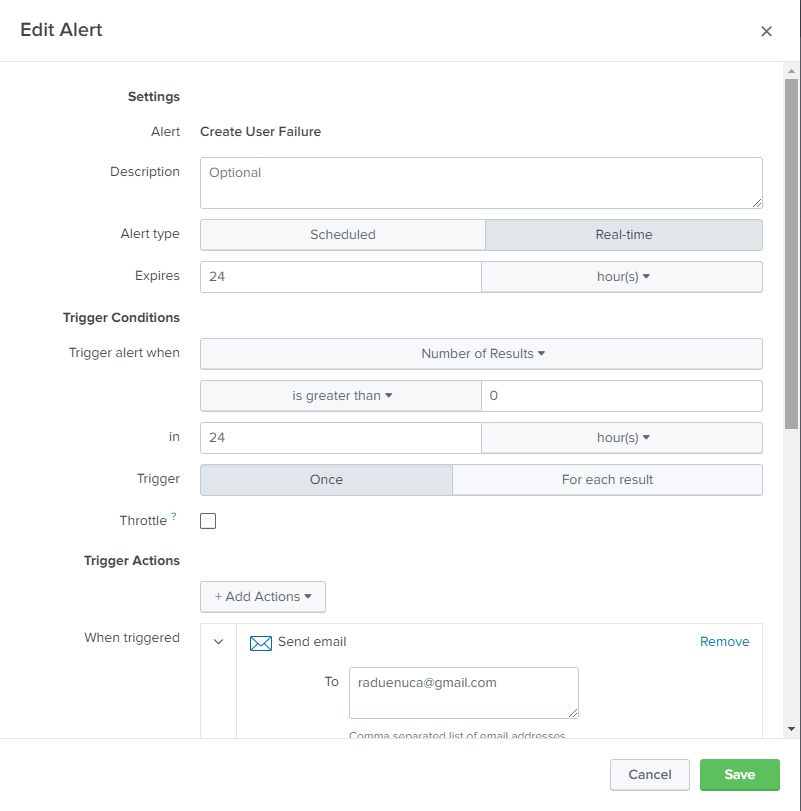 Edit Alert ×
Settings
Alert Create User Failure
Description Optional
Alert type Scheduled Real-time
Expires 24 hour(s)
Trigger Conditions
Trigger alert when Number of Results
is greater than 0
in 24 hour(s)
Trigger Once For each result
Throttle ?
Trigger Actions
+ Add Actions
When triggered Send email Remove
To raduenuca@gmail.com
Comma separated list of email addresses
Cancel Save